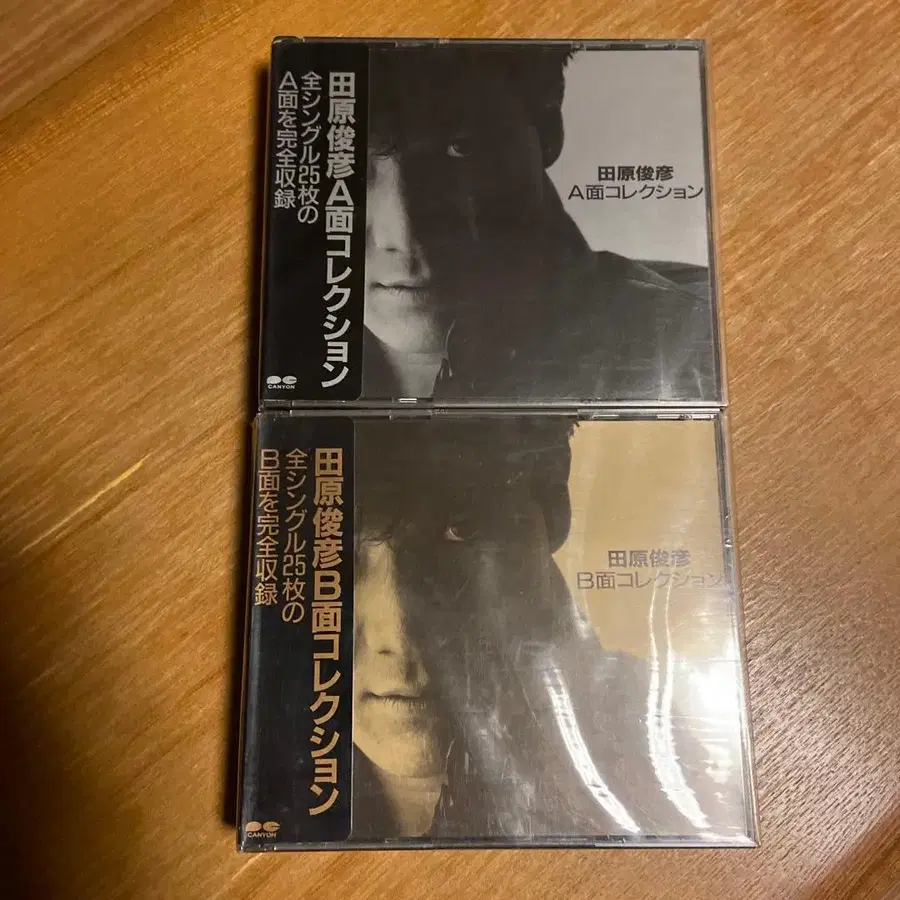 田原俊彦A面コレクション
全シングル25枚の
A面を完全収録
CANYON
田原俊彦
A面コレクション
田原俊彦B面コレクション
全シングル25枚の
B面を完全収録
CANYON
田原俊彦
B面コレクション